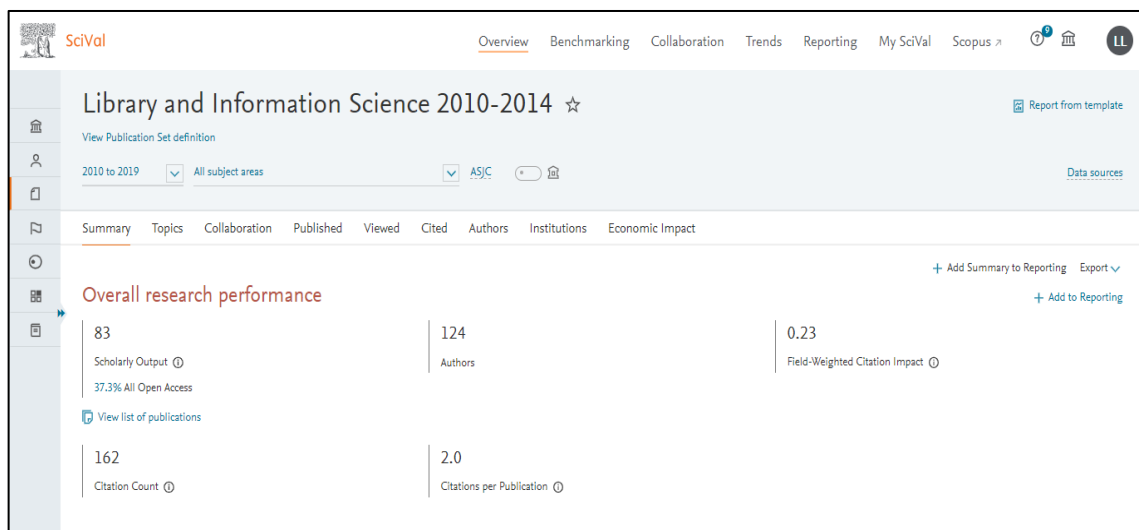 SciVal
Overview Benchmarking Collaboration Trends Reporting My SciVal Scopus ↗ 9 LL
Library and Information Science 2010-2014
Report from template
View Publication Set definition
2010 to 2019 All subject areas ASJC
Data sources
Summary Topics Collaboration Published Viewed Cited Authors Institutions Economic Impact
+ Add Summary to Reporting Export
Overall research performance
+ Add to Reporting
83 124 0.23
Scholarly Output Authors Field-Weighted Citation Impact
37.3% All Open Access
View list of publications
162 2.0
Citation Count Citations per Publication